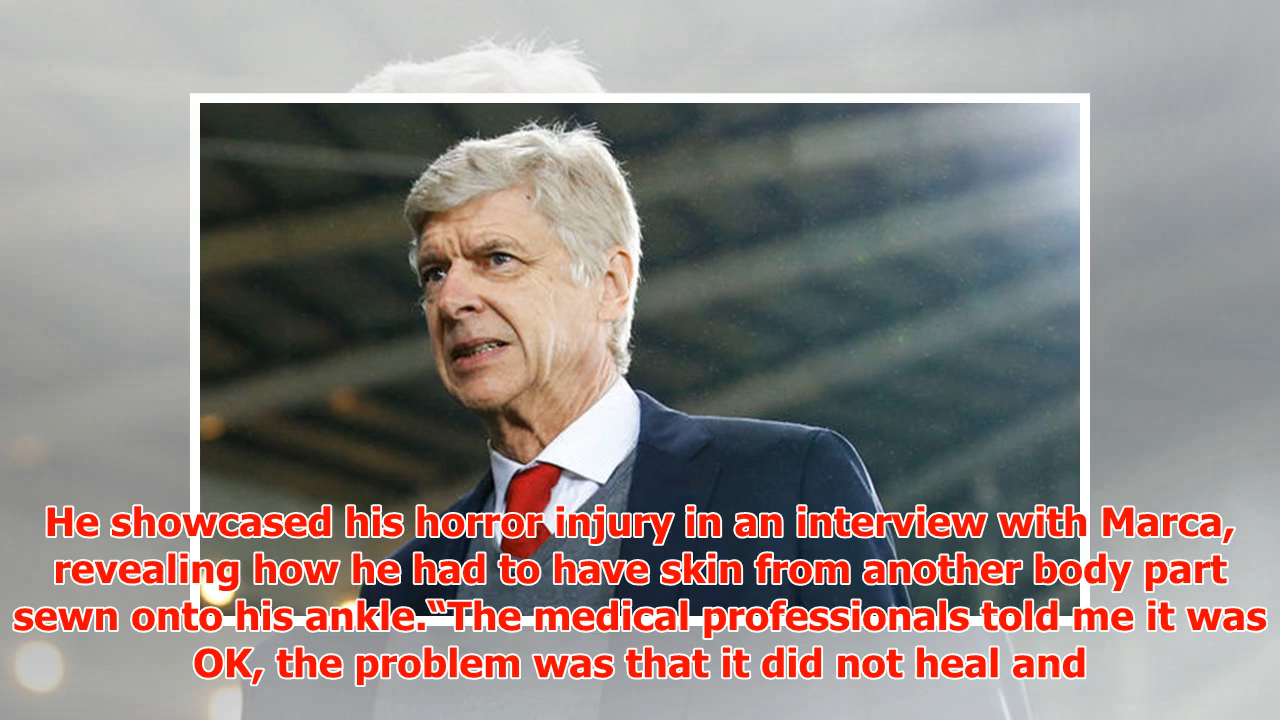 He showcased his horror injury in an interview with Marca,
revealing how he had to have skin from another body part
sewn onto his ankle.“The medical professionals told me it was
OK, the problem was that it did not heal and